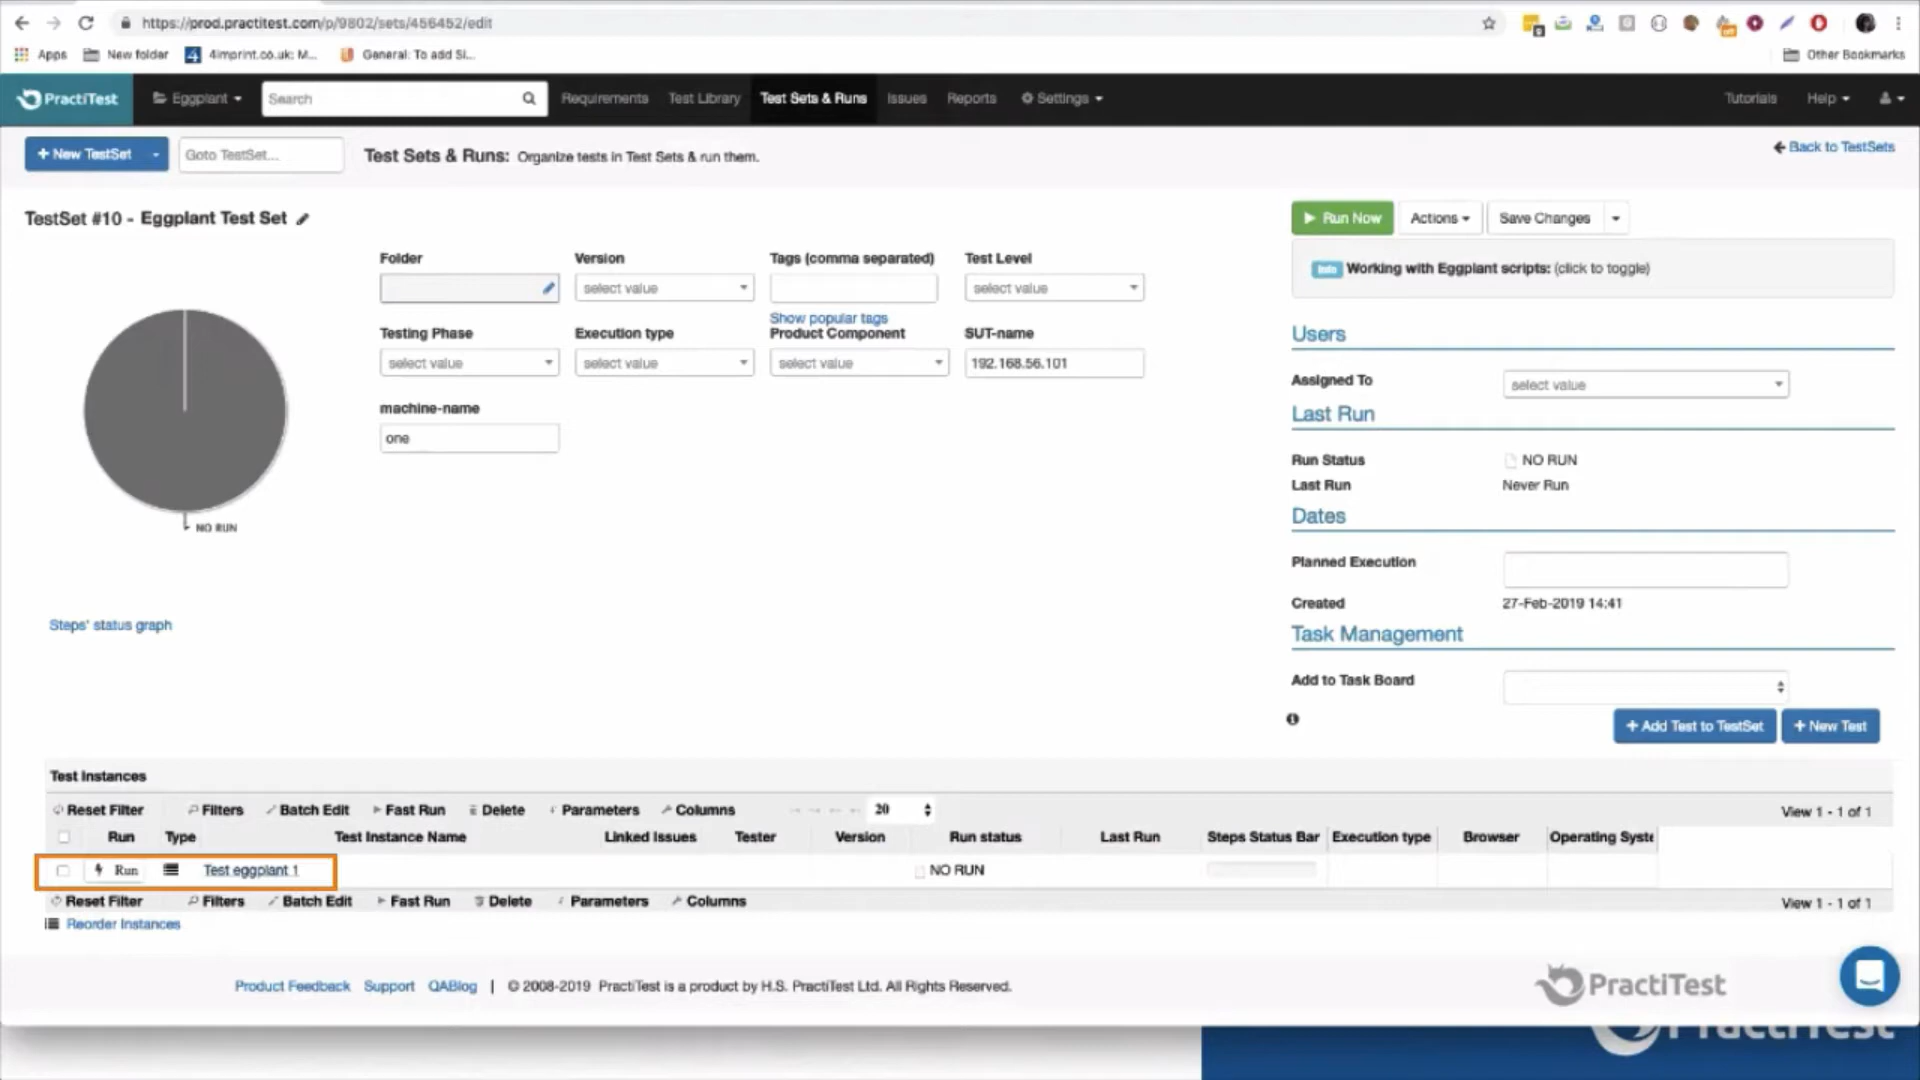 https://prod.practitest.com/p/9802/sets/456452/edit
Apps New folder 4imprint.co.uk: M... General: To add Si... Other Bookmarks
PractiTest Eggplant Search Requirements Test Library Test Sets & Runs Issues Reports Settings Tutorials Help
+ New TestSet Goto TestSet... Test Sets & Runs: Organize tests in Test Sets & run them. Back to TestSets
TestSet #10 - Eggplant Test Set
Run Now Actions Save Changes
Folder Version Tags (comma separated) Test Level
select value select value
Show popular tags
Testing Phase Execution type Product Component SUT-name
select value select value select value 192.168.56.101
machine-name
one
NO RUN
Steps' status graph
Info Working with Eggplant scripts: (click to toggle)
Users
Assigned To select value
Last Run
Run Status NO RUN
Last Run Never Run
Dates
Planned Execution
Created 27-Feb-2019 14:41
Task Management
Add to Task Board
+ Add Test to TestSet + New Test
Test Instances
Reset Filter Filters Batch Edit Fast Run Delete Parameters Columns 20 View 1 - 1 of 1
Run Type Test Instance Name Linked Issues Tester Version Run status Last Run Steps Status Bar Execution type Browser Operating Syste
Run Test eggplant 1 NO RUN
Reset Filter Filters Batch Edit Fast Run Delete Parameters Columns View 1 - 1 of 1
Reorder Instances
Product Feedback Support QABlog | © 2008-2019 PractiTest is a product by H.S. PractiTest Ltd. All Rights Reserved.
PractiTest
PractiTest